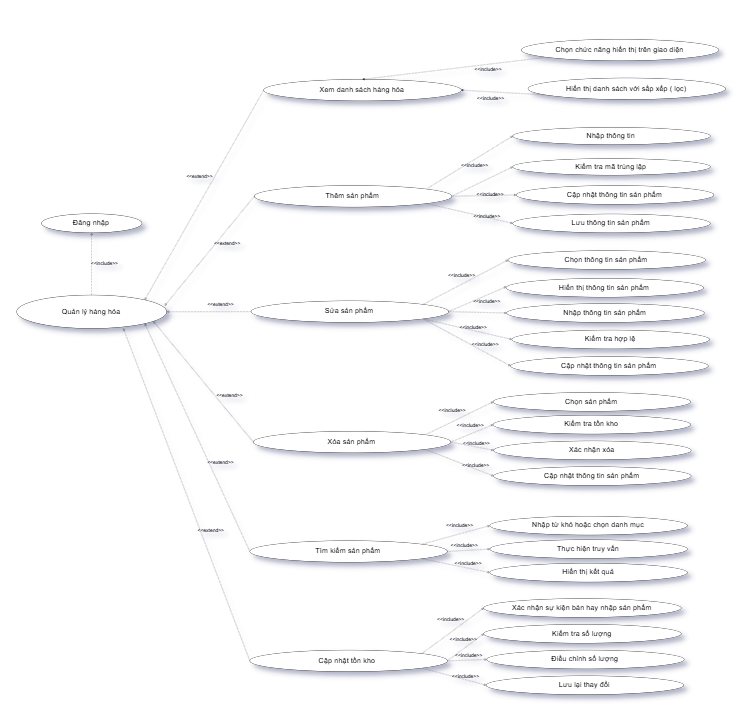 Chọn chức năng hiển thị trên giao diện
<<include>>
Xem danh sách hàng hóa
Hiển thị danh sách với sắp xếp ( lọc)
<<include>>
Nhập thông tin
<<include>>
Kiểm tra mã trùng lặp
<<extend>>
Thêm sản phẩm
<<include>>
Cập nhật thông tin sản phẩm
<<include>>
Lưu thông tin sản phẩm
Đăng nhập
<<extend>>
<<include>>
Chọn thông tin sản phẩm
<<include>>
Hiển thị thông tin sản phẩm
<<include>>
Quản lý hàng hóa
<<extend>>
Sửa sản phẩm
Nhập thông tin sản phẩm
<<include>>
Kiểm tra hợp lệ
<<include>>
Cập nhật thông tin sản phẩm
<<extend>>
Chọn sản phẩm
<<include>>
Kiểm tra tồn kho
<<include>>
Xóa sản phẩm
<<include>>
Xác nhận xóa
<<extend>>
<<include>>
Cập nhật thông tin sản phẩm
<<extend>>
<<include>>
Nhập từ khó hoặc chọn danh mục
Tìm kiếm sản phẩm
<<include>>
Thực hiện truy vấn
<<include>>
Hiển thị kết quả
Xác nhận sự kiện bán hay nhập sản phẩm
<<include>>
Kiểm tra số lượng
<<include>>
Cập nhật tồn kho
<<include>>
Điều chỉnh số lượng
<<include>>
Lưu lại thay đổi